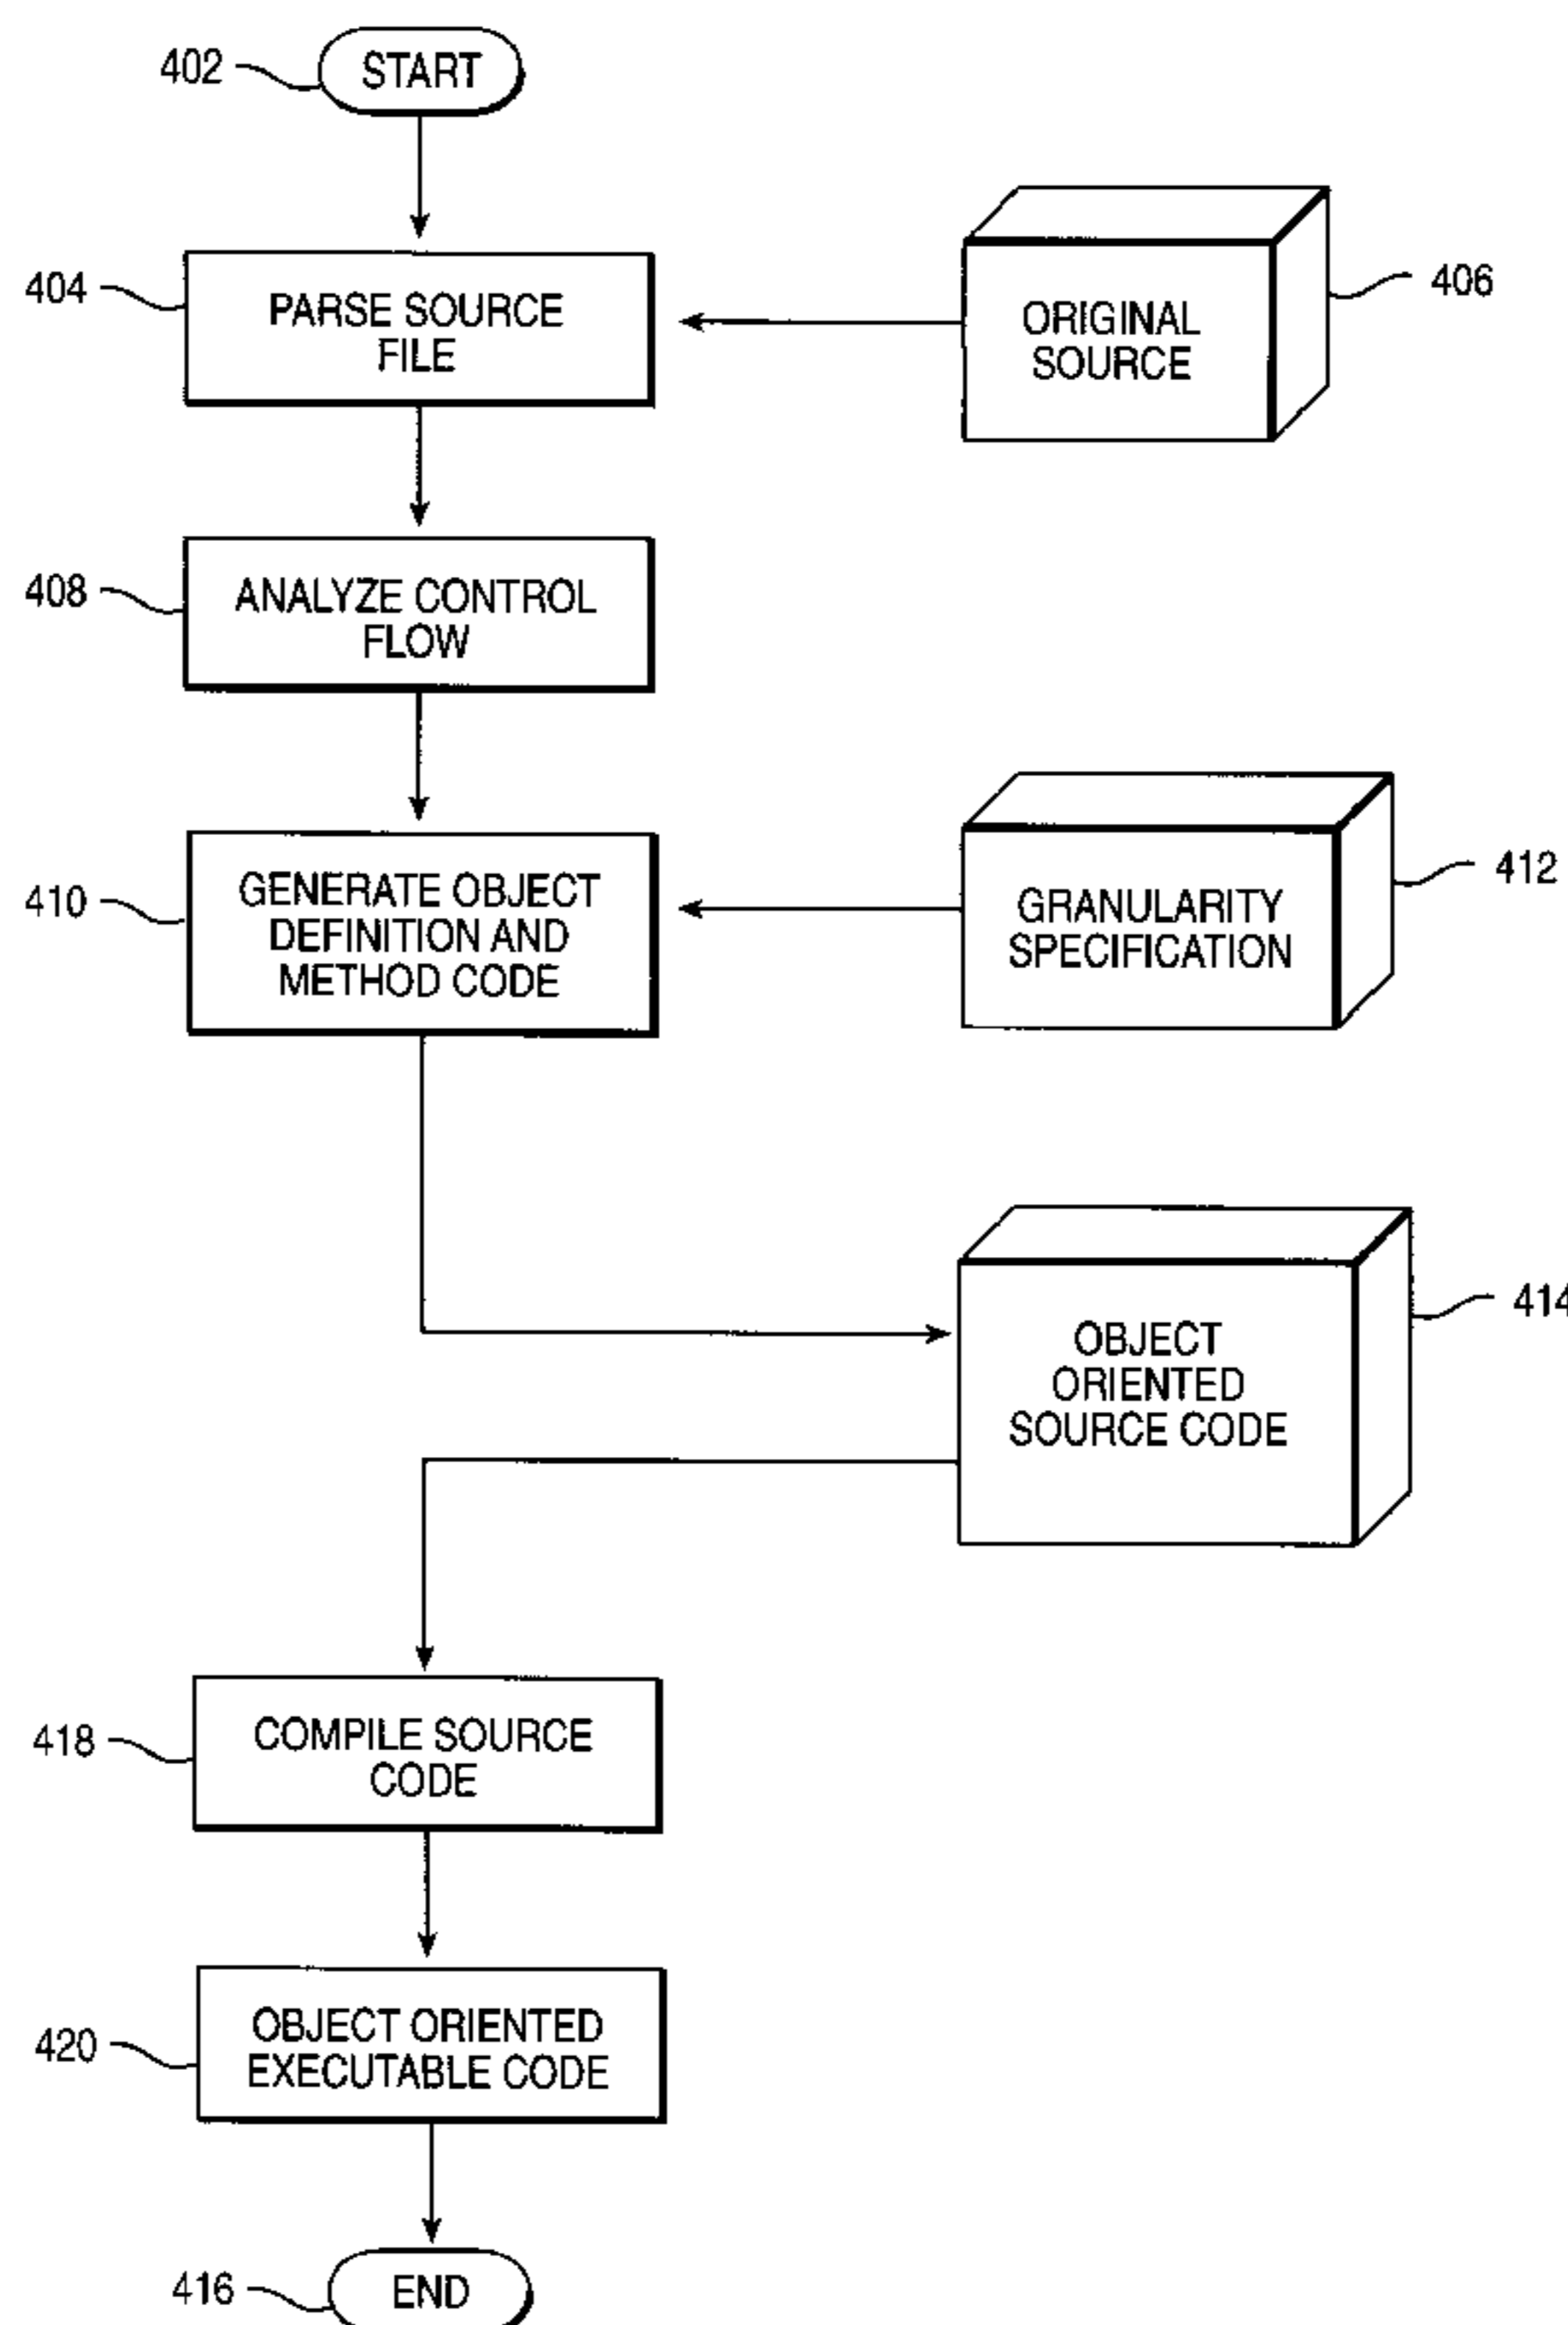 402
START
404
PARSE SOURCE
FILE
ORIGINAL
SOURCE
406
408
ANALYZE CONTROL
FLOW
410
GENERATE OBJECT
DEFINITION AND
METHOD CODE
GRANULARITY
SPECIFICATION
412
OBJECT
ORIENTED
SOURCE CODE
414
418
COMPILE SOURCE
CODE
420
OBJECT ORIENTED
EXECUTABLE CODE
416
END